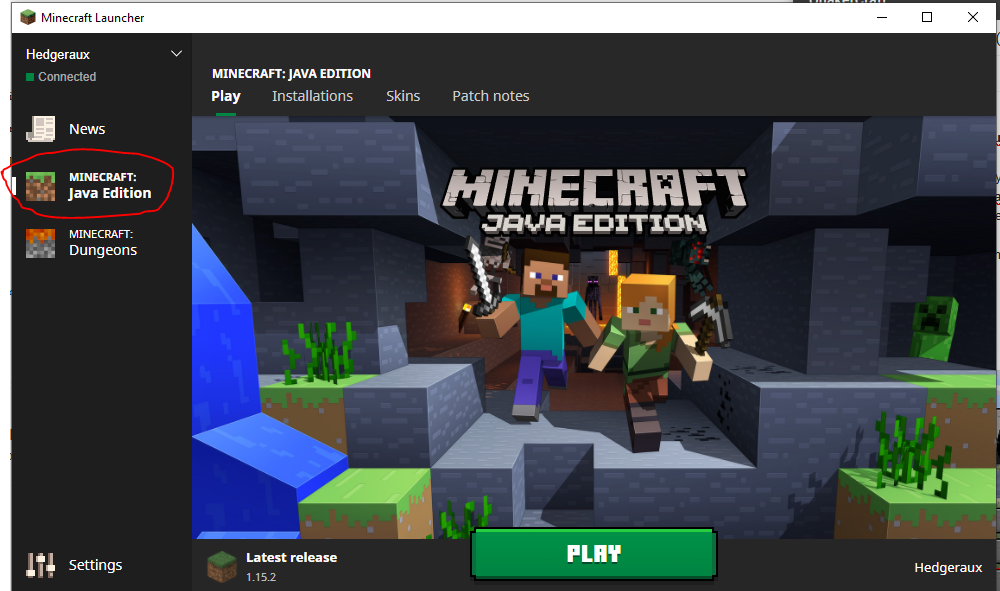 Minecraft Launcher
Hedgeraux
Connected
News
MINECRAFT:
Java Edition
MINECRAFT:
Dungeons
Settings
MINECRAFT: JAVA EDITION
Play Installations Skins Patch notes
MINECRAFT
JAVA EDITION
Latest release
1.15.2
PLAY
Hedgeraux